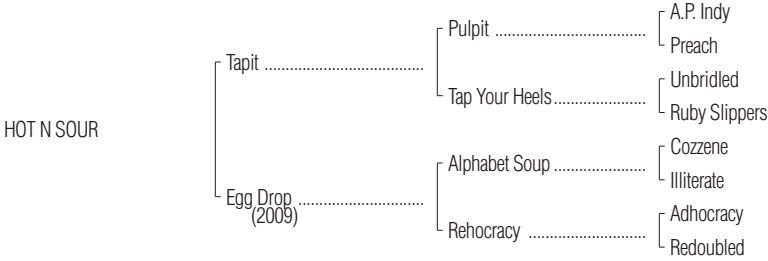 A.P. Indy
Pulpit ......................................
Preach
Tapit ........................................
Unbridled
Tap Your Heels.......................
Ruby Slippers
HOT N SOUR
Cozzene
Alphabet Soup .......................
Illiterate
Egg Drop ................................
(2009)
Adhocracy
Rehocracy .............................
Redoubled